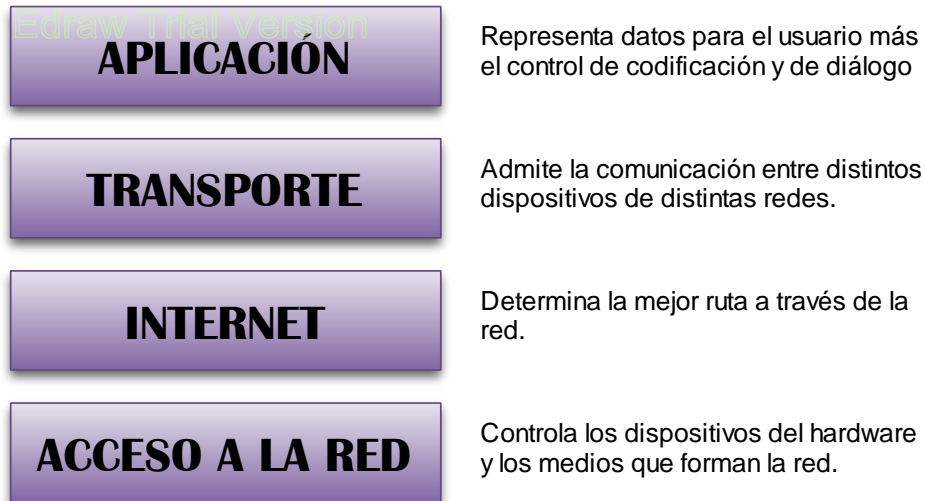 Edraw Trial Version
APLICACIÓN
Representa datos para el usuario más
el control de codificación y de diálogo
TRANSPORTE
Admite la comunicación entre distintos
dispositivos de distintas redes.
INTERNET
Determina la mejor ruta a través de la
red.
ACCESO A LA RED
Controla los dispositivos del hardware
y los medios que forman la red.